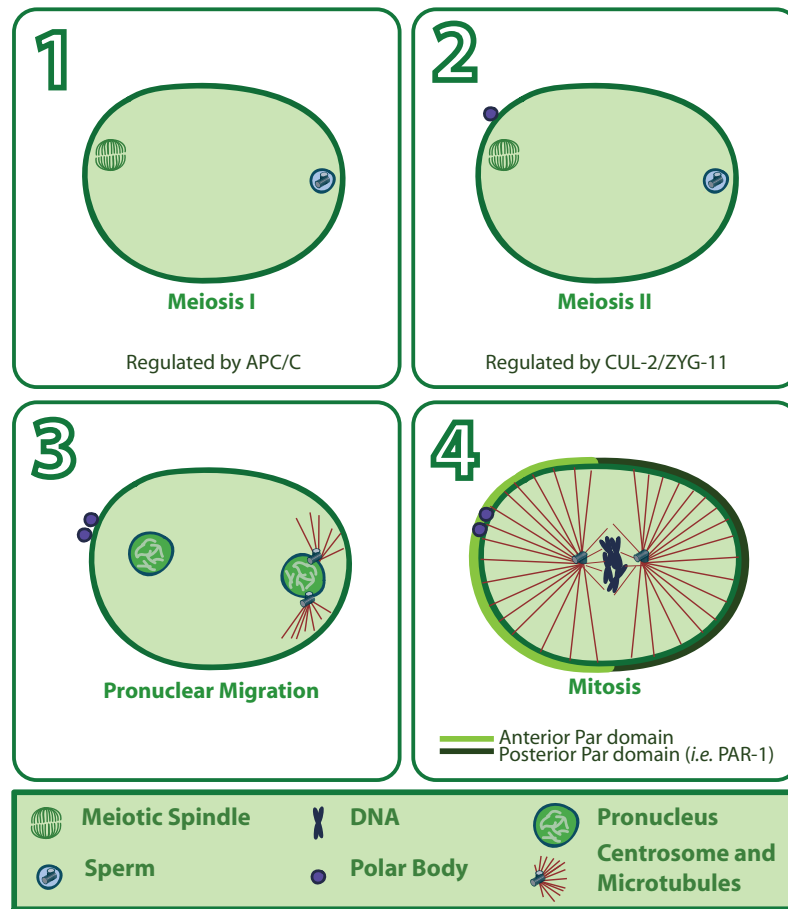 1
Meiosis I
Regulated by APC/C
2
Meiosis II
Regulated by CUL-2/ZYG-11
3
Pronuclear Migration
4
Mitosis
Anterior Par domain
Posterior Par domain (i.e. PAR-1)
Meiotic Spindle
DNA
Pronucleus
Sperm
Polar Body
Centrosome and
Microtubules